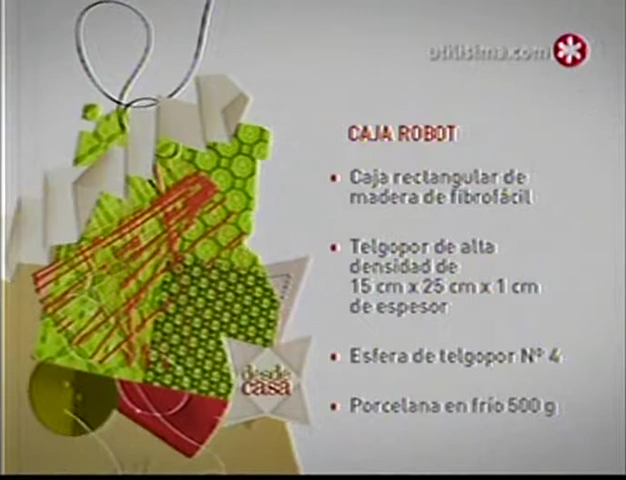 utilisima.com
CAJA ROBOT
• Caja rectangular de
madera de fibrofácil
• Telgopor de alta
densidad de
15 cm x 25 cm x 1 cm
de espesor
• Esfera de telgopor Nº 4
• Porcelana en frío 500 g
desde
casa